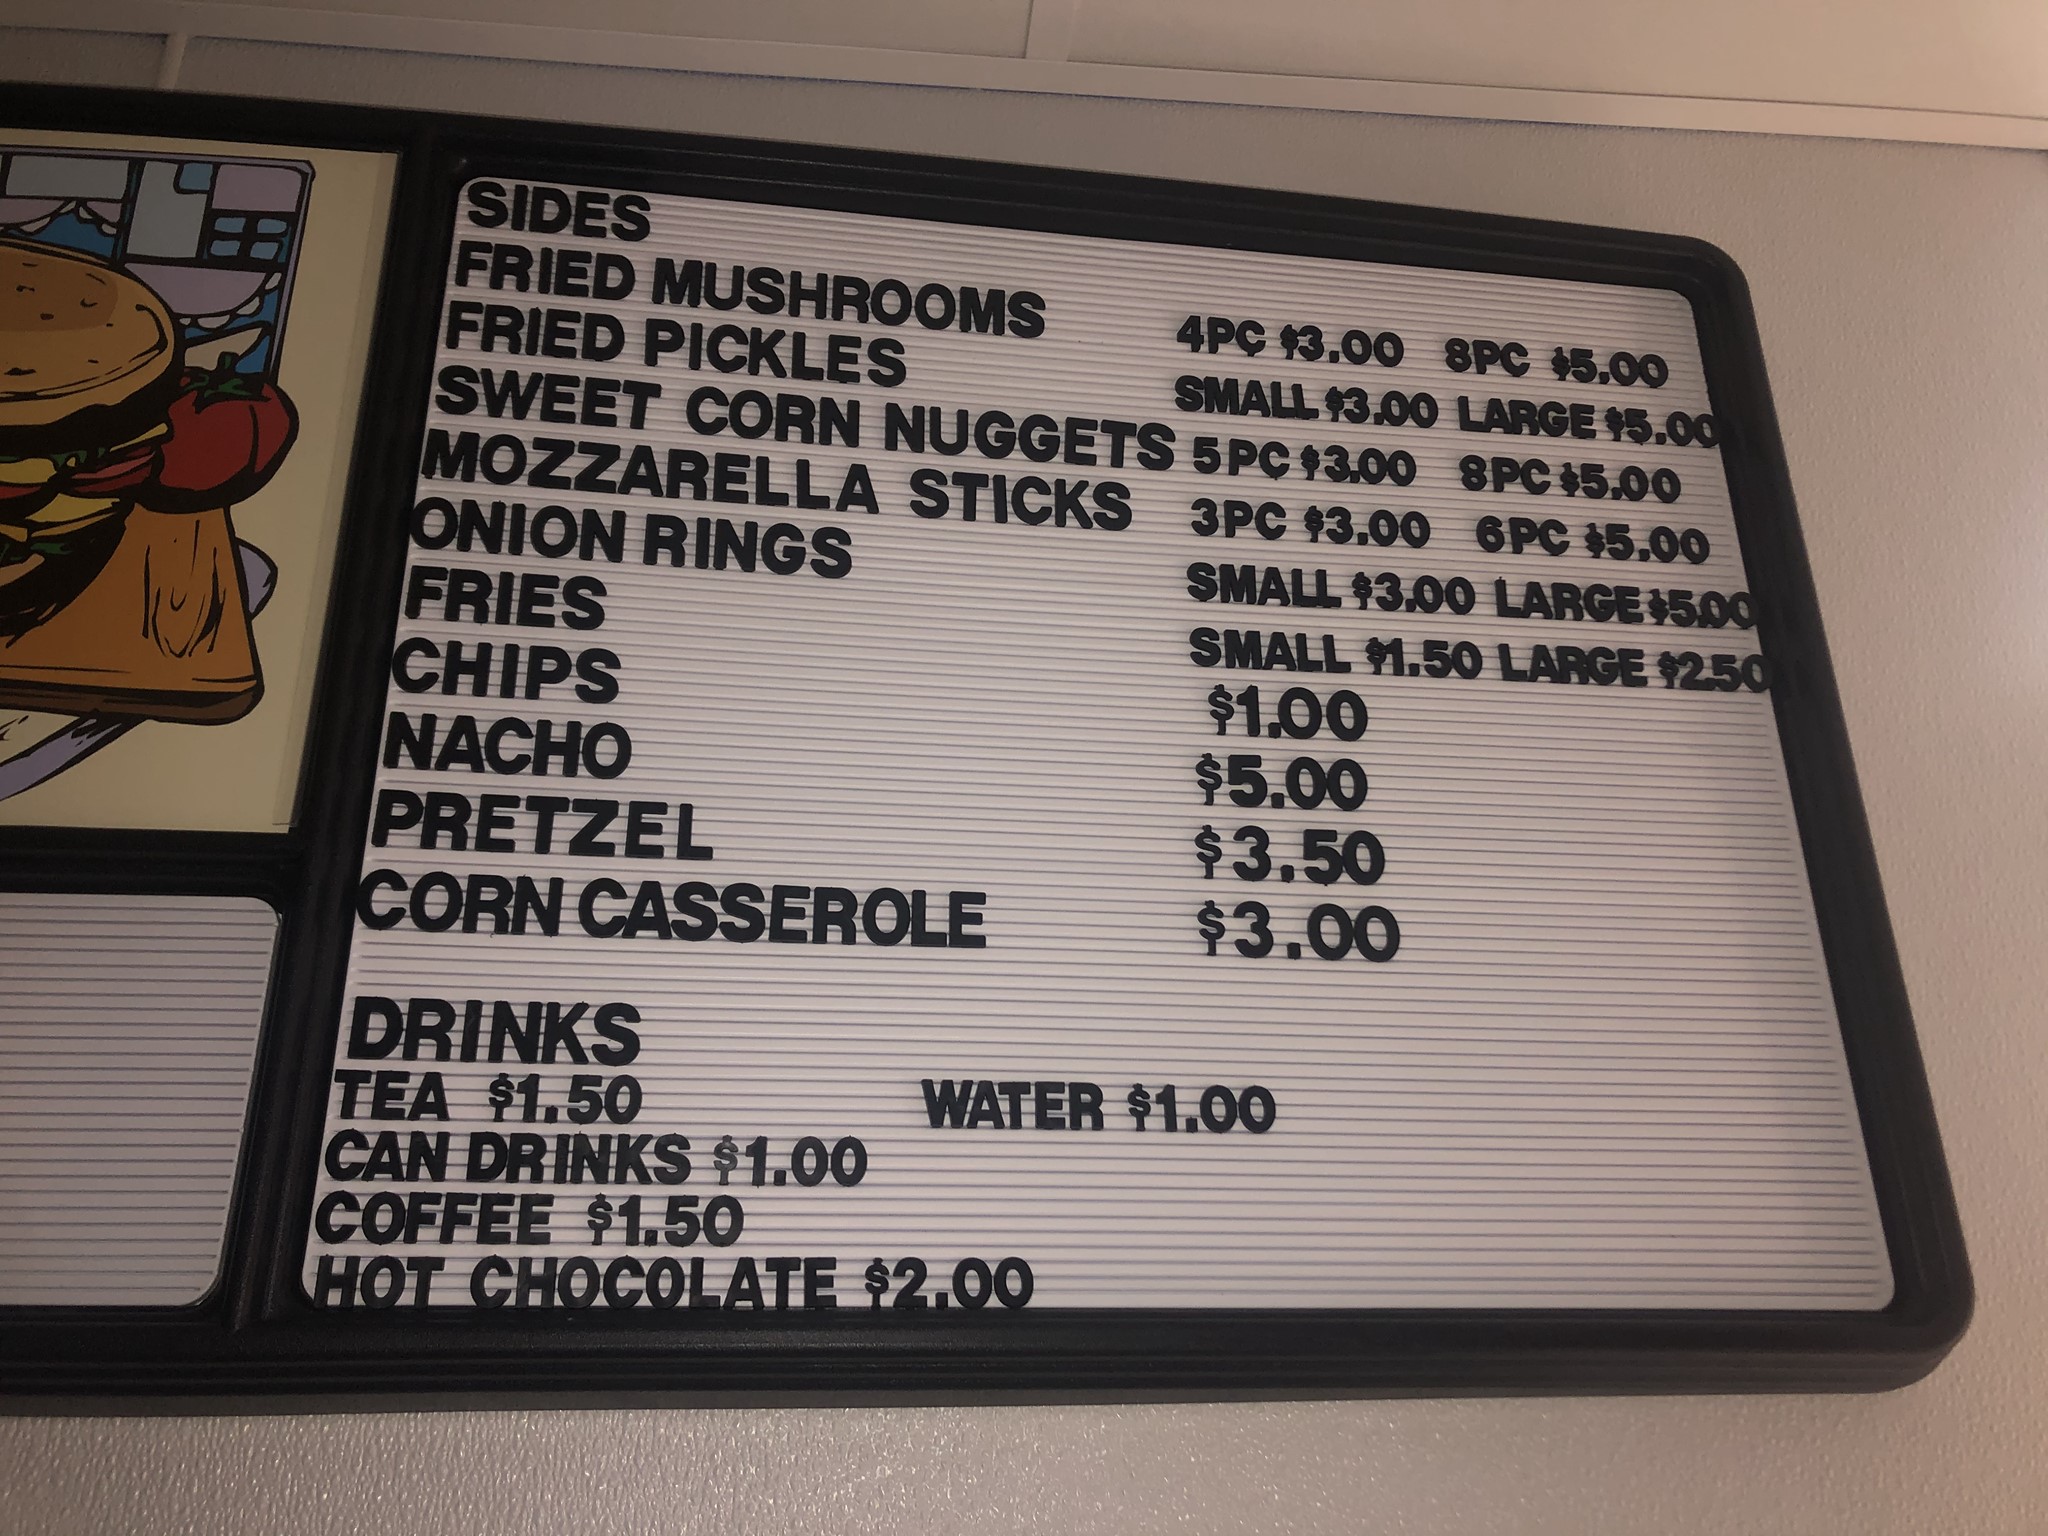 SIDES
FRIED MUSHROOMS 4PC $3.00 8PC $5.00
FRIED PICKLES SMALL $3.00 LARGE $5.00
SWEET CORN NUGGETS 5PC $3.00 8PC $5.00
MOZZARELLA STICKS 3PC $3.00 6PC $5.00
ONION RINGS SMALL $3.00 LARGE $5.00
FRIES SMALL $1.50 LARGE $2.50
CHIPS $1.00
NACHO $5.00
PRETZEL $3.50
CORN CASSEROLE $3.00
DRINKS
TEA $1.50 WATER $1.00
CAN DRINKS $1.00
COFFEE $1.50
HOT CHOCOLATE $2.00